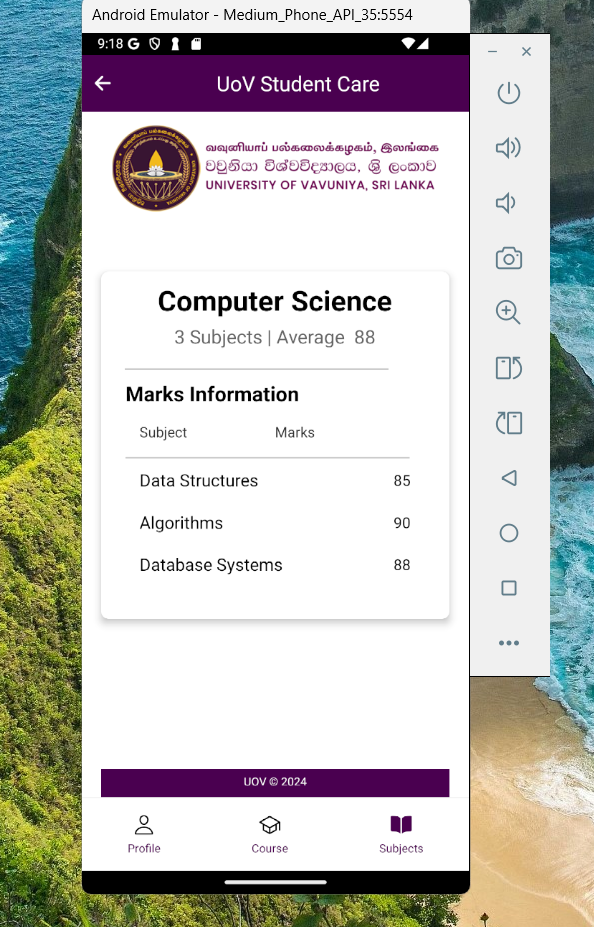 Android Emulator - Medium_Phone_API_35:5554
9:18
UoV Student Care
வவுனியாப் பல்கலைக்கழகம், இலங்கை
වවුනියා විශ්වවිද්‍යාලය, ශ්‍රී ලංකාව
UNIVERSITY OF VAVUNIYA, SRI LANKA
Computer Science
3 Subjects | Average 88
Marks Information
Subject Marks
Data Structures 85
Algorithms 90
Database Systems 88
UOV © 2024
Profile Course Subjects